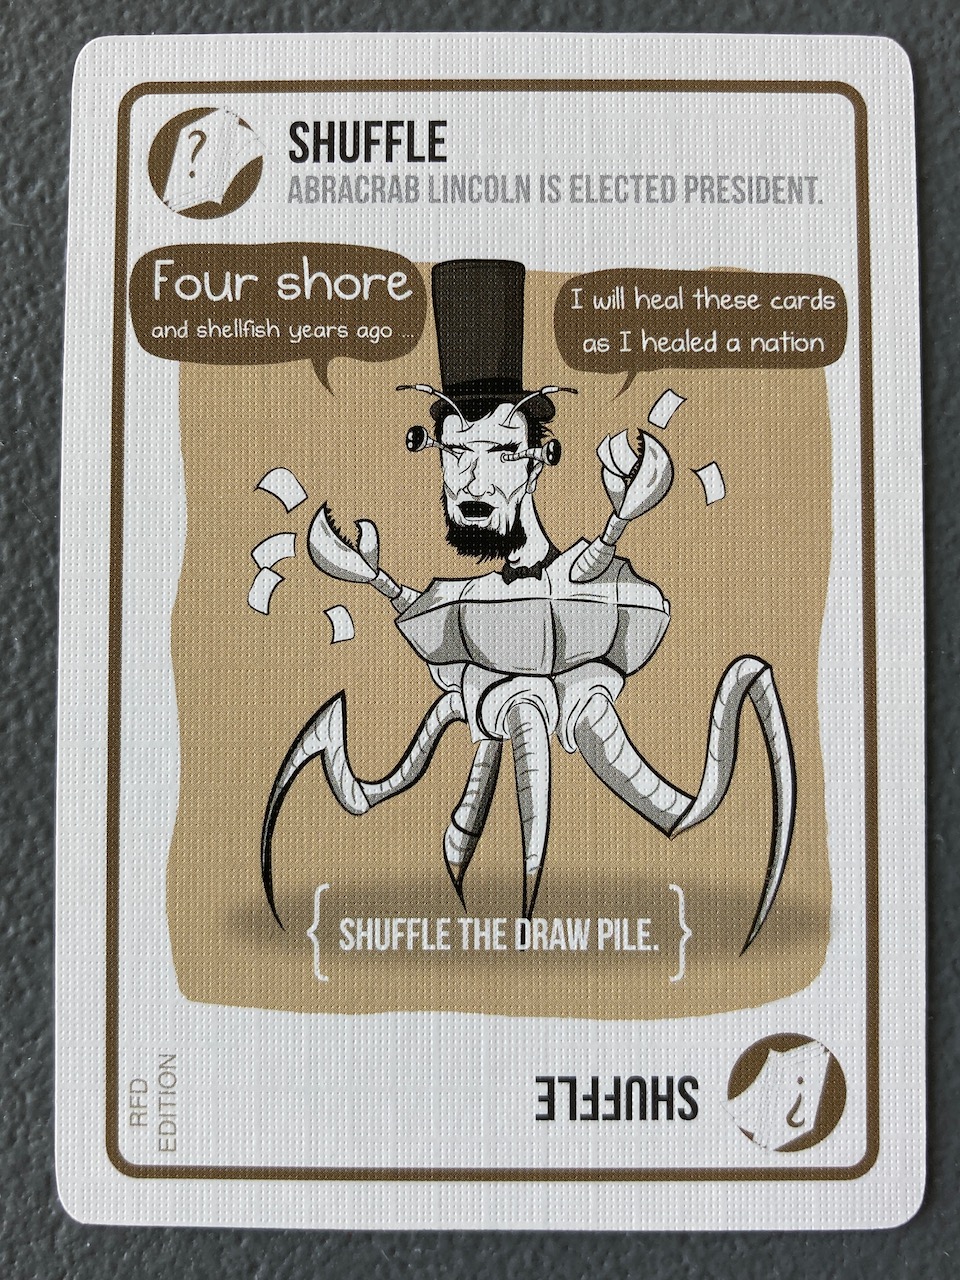 ?
SHUFFLE
ABRACRAB LINCOLN IS ELECTED PRESIDENT.
Four shore
and shellfish years ago ...
I will heal these cards
as I healed a nation
{ SHUFFLE THE DRAW PILE. }
RFD
EDITION
SHUFFLE
?